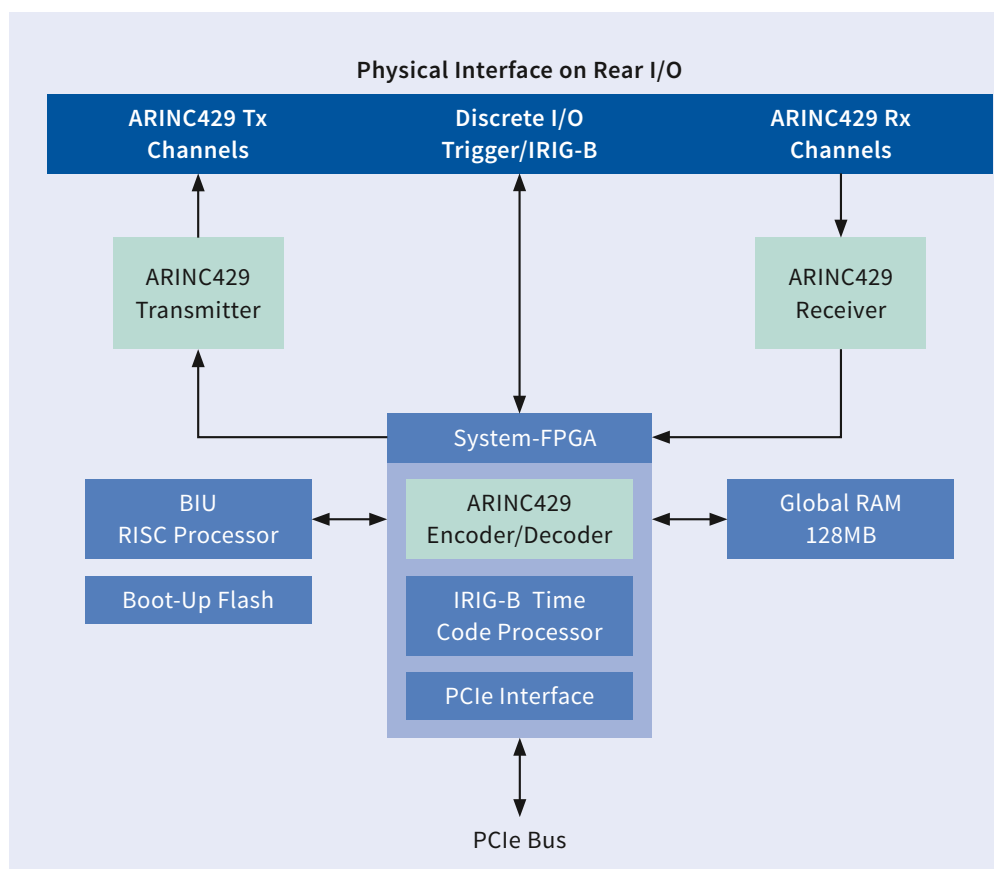 Physical Interface on Rear I/O
ARINC429 Tx
Channels
Discrete I/O
Trigger/IRIG-B
ARINC429 Rx
Channels
ARINC429
Transmitter
ARINC429
Receiver
System-FPGA
BIU
RISC Processor
ARINC429
Encoder/Decoder
Global RAM
128MB
Boot-Up Flash
IRIG-B Time
Code Processor
PCIe Interface
PCIe Bus